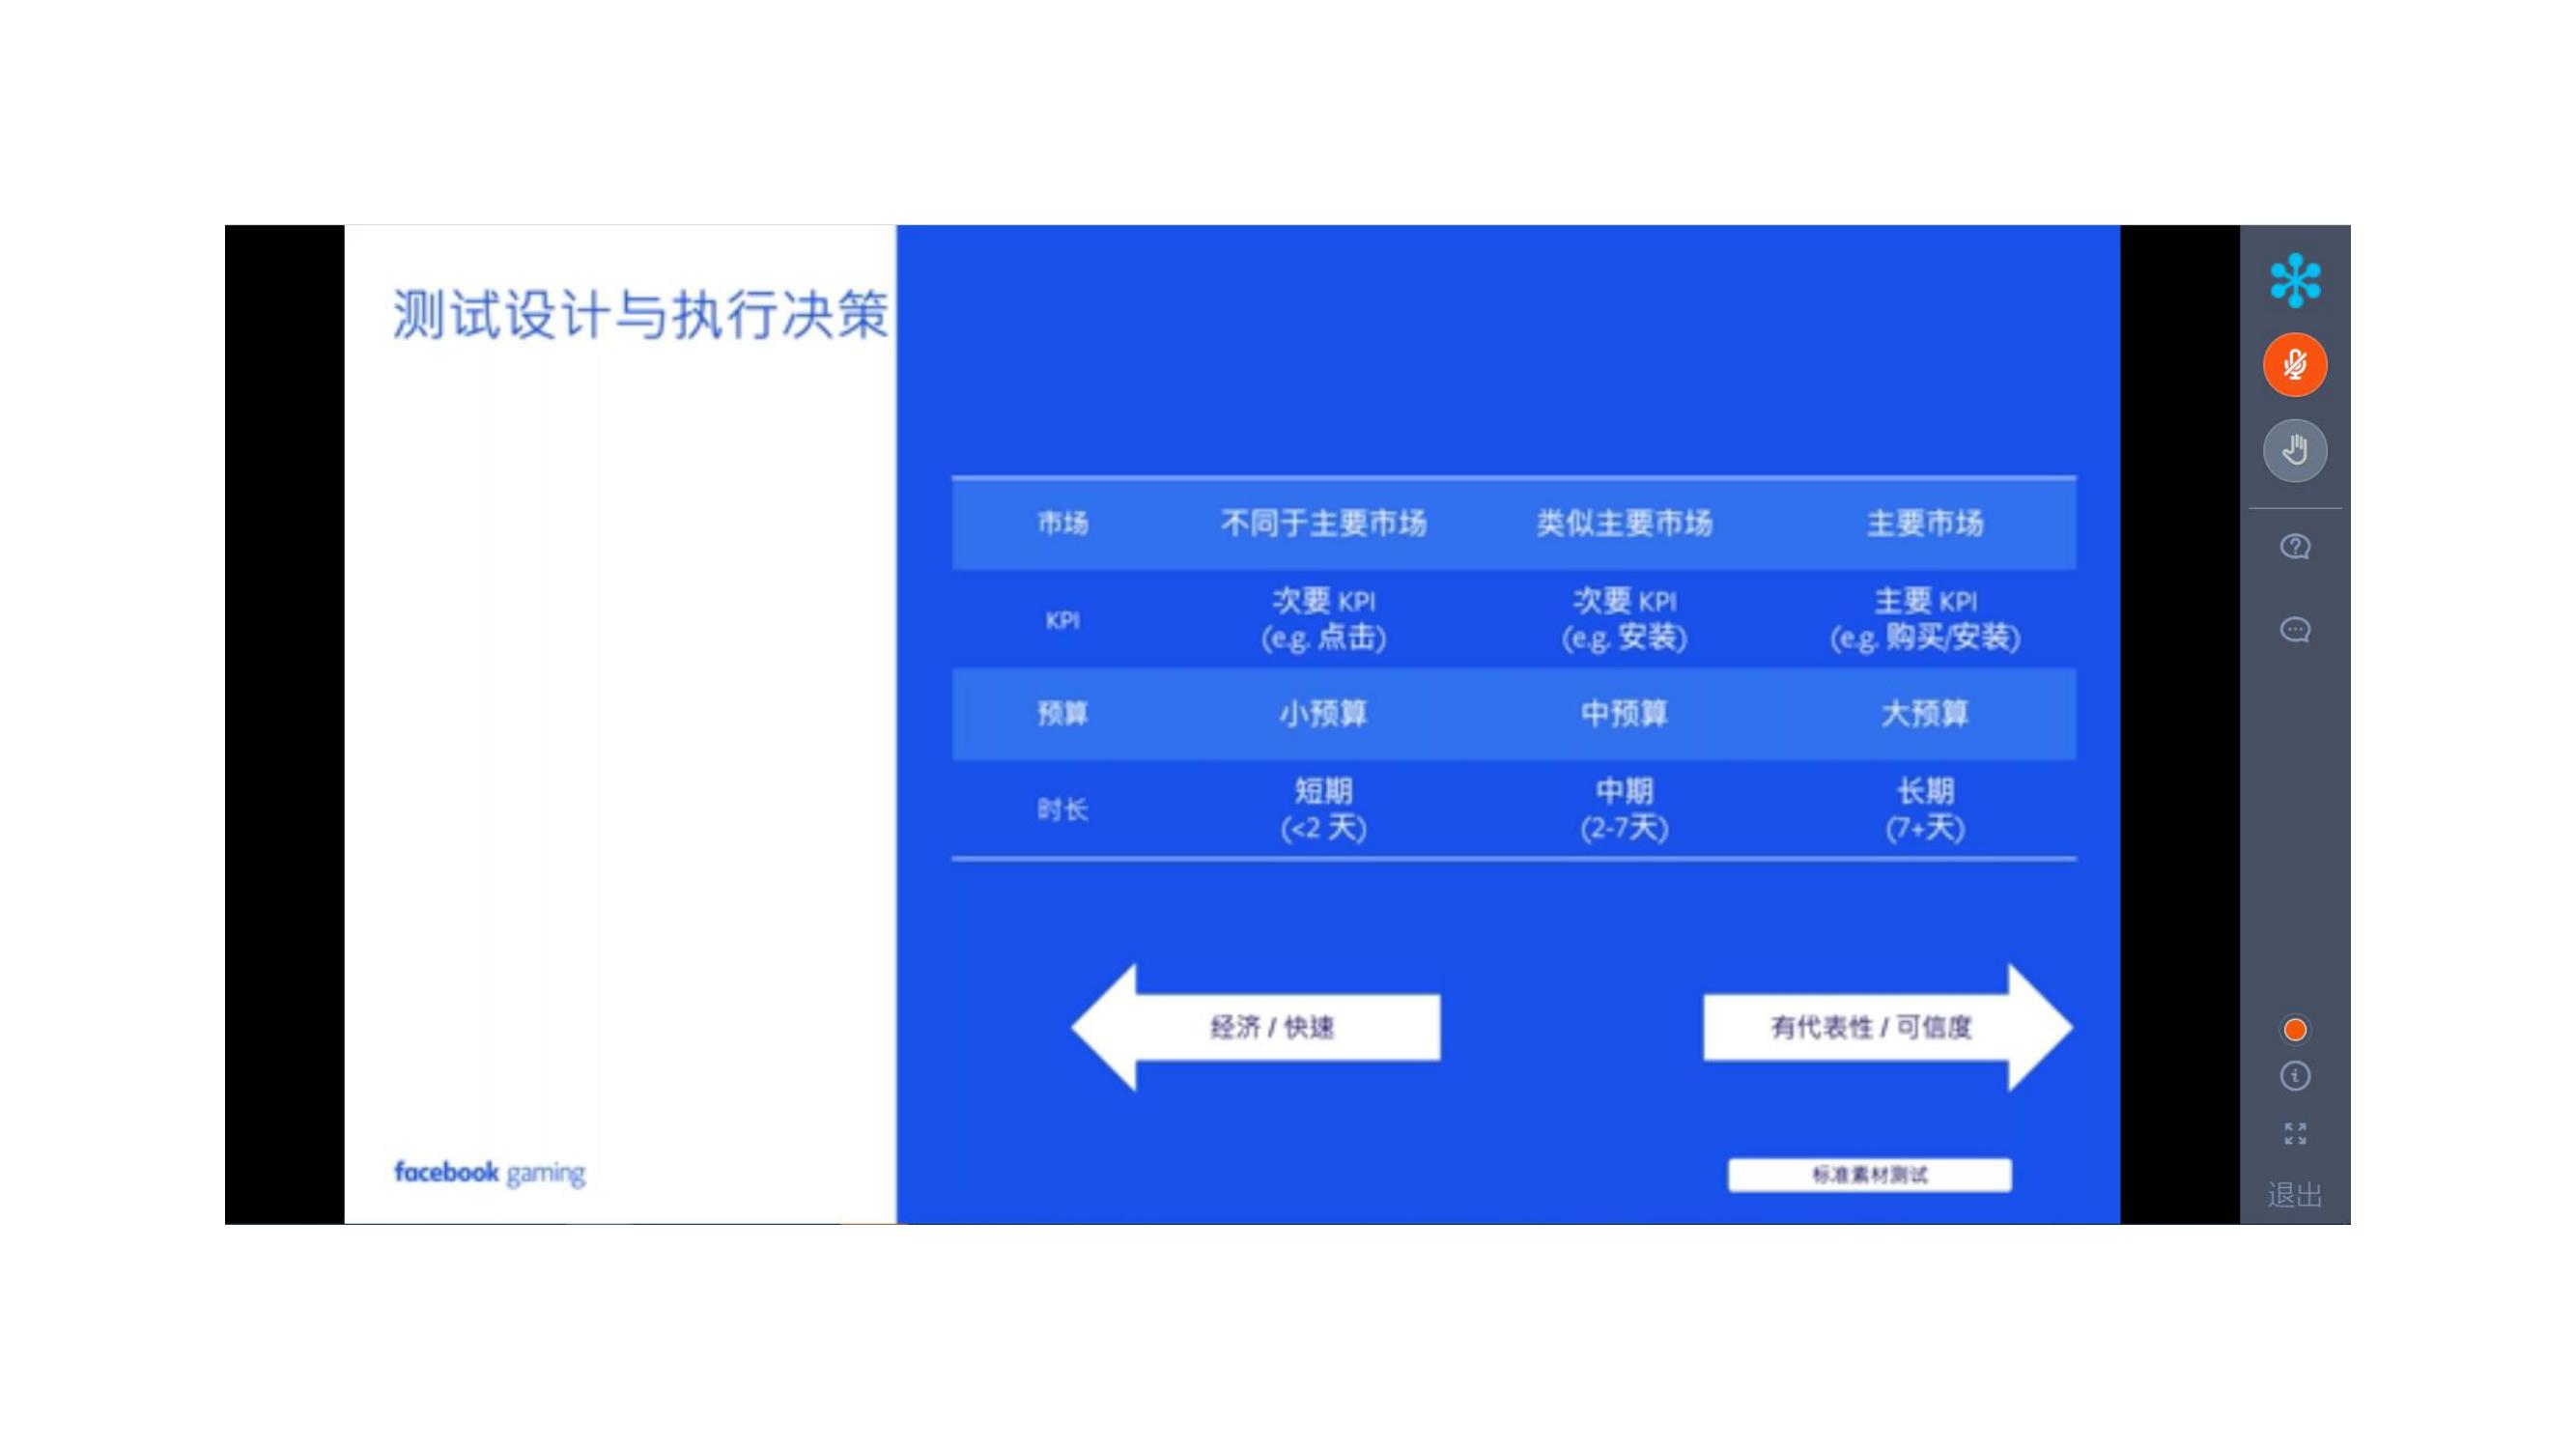 测试设计与执行决策
市场 不同于主要市场 类似主要市场 主要市场
KPI 次要 KPI (e.g. 点击) 次要 KPI (e.g. 安装) 主要 KPI (e.g. 购买/安装)
预算 小预算 中预算 大预算
时长 短期 (<2 天) 中期 (2-7天) 长期 (7+天)
经济 / 快速 有代表性 / 可信度
标准素材测试
facebook gaming
退出